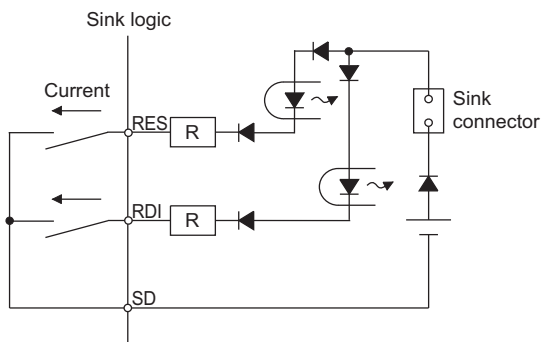 Sink logic
Current
Sink
connector
RES
R
RDI
R
SD